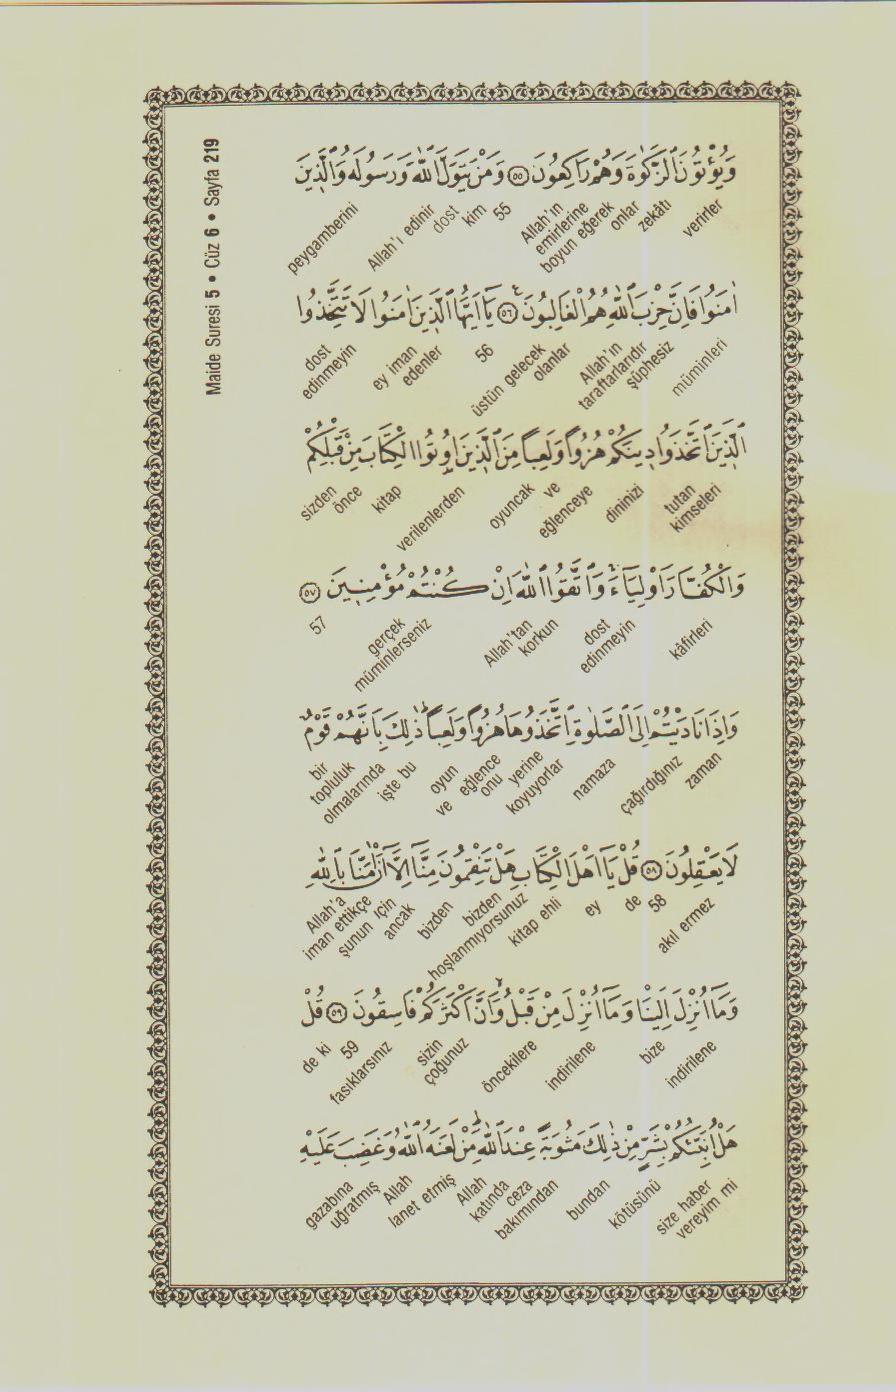 Maide Suresi 5 • Cüz 6 • Sayfa 219
وَيُؤْتُونَ الزَّكٰوةَ وَهُمْ رَاكِعُونَ ﴿٥٥﴾ وَمَنْ يَتَوَلَّ اللّٰهَ وَرَسُولَهُ وَالَّذ۪ينَ
verirler zekâtı onlar Allah'ın emirlerine boyun eğerek 55 kim dost Allah'ı edinir peygamberini
اٰمَنُوا فَاِنَّ حِزْبَ اللّٰهِ هُمُ الْغَالِبُونَ ﴿٥٦﴾ يَٓا اَيُّهَا الَّذ۪ينَ اٰمَنُوا لَا تَتَّخِذُوا
müminleri şüphesiz Allah'ın taraftarlarıdır üstün gelecek olanlar 56 ey iman edenler dost edinmeyin
الَّذ۪ينَ اتَّخَذُوا د۪ينَكُمْ هُزُوًا وَلَعِبًا مِنَ الَّذ۪ينَ اُو۫تُوا الْكِتَابَ مِنْ قَبْلِكُمْ
tutan kimseleri dininizi eğlenceye ve oyuncak verilenlerden kitap önce sizden
وَالْكُفَّارَ اَوْلِيَٓاءَۚ وَاتَّقُوا اللّٰهَ اِنْ كُنْتُمْ مُؤْمِن۪ينَ ﴿٥٧﴾
kâfirleri dost edinmeyin Allah'tan korkun gerçek müminlerseniz 57
وَاِذَا نَادَيْتُمْ اِلَى الصَّلٰوةِ اتَّخَذُوهَا هُزُوًا وَلَعِبًاۜ ذٰلِكَ بِاَنَّهُمْ قَوْمٌ
zaman çağırdığınız namaza onu yerine koyuyorlar eğlence ve oyun işte bu olmalarında bir topluluk
لَا يَعْقِلُونَ ﴿٥٨﴾ قُلْ يَٓا اَهْلَ الْكِتَابِ هَلْ تَنْقِمُونَ مِنَّٓا اِلَّٓا اَنْ اٰمَنَّا بِاللّٰهِ
akıl ermez 58 de ey kitap ehli bizden hoşlanmıyorsunuz bizden ancak şunun için iman ettikçe Allah'a
وَمَٓا اُنْزِلَ اِلَيْنَا وَمَٓا اُنْزِلَ مِنْ قَبْلُۙ وَاَنَّ اَكْثَرَكُمْ فَاسِقُونَ ﴿٥٩﴾ قُلْ
indirilene bize indirilene öncekilere sizin çoğunuz fasıklarsınız 59 de ki
هَلْ اُنَبِّئُكُمْ بِشَرٍّ مِنْ ذٰلِكَ مَثُوبَةً عِنْدَ اللّٰهِۜ مَنْ لَعَنَهُ اللّٰهُ وَغَضِبَ عَلَيْهِ
size haber vereyim mi kötüsünü bundan ceza bakımından Allah katında lanet etmiş Allah gazabına uğratmış